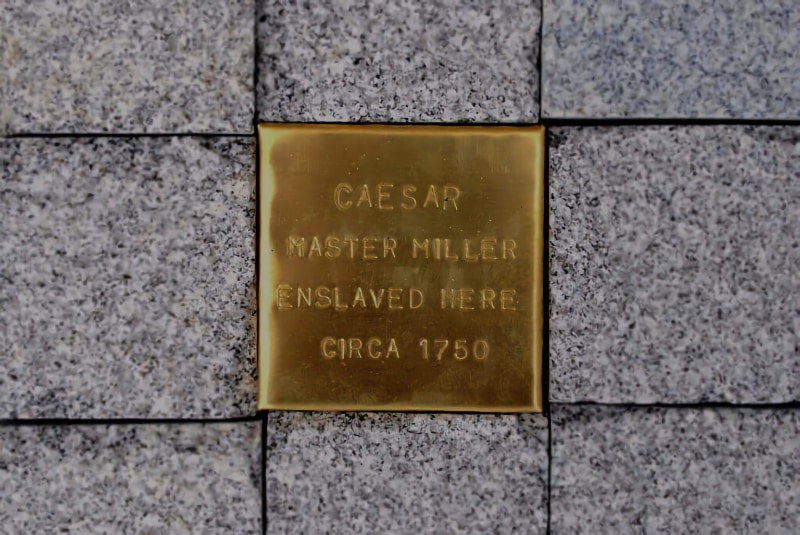 CAESAR
MASTER MILLER
ENSLAVED HERE
CIRCA 1750